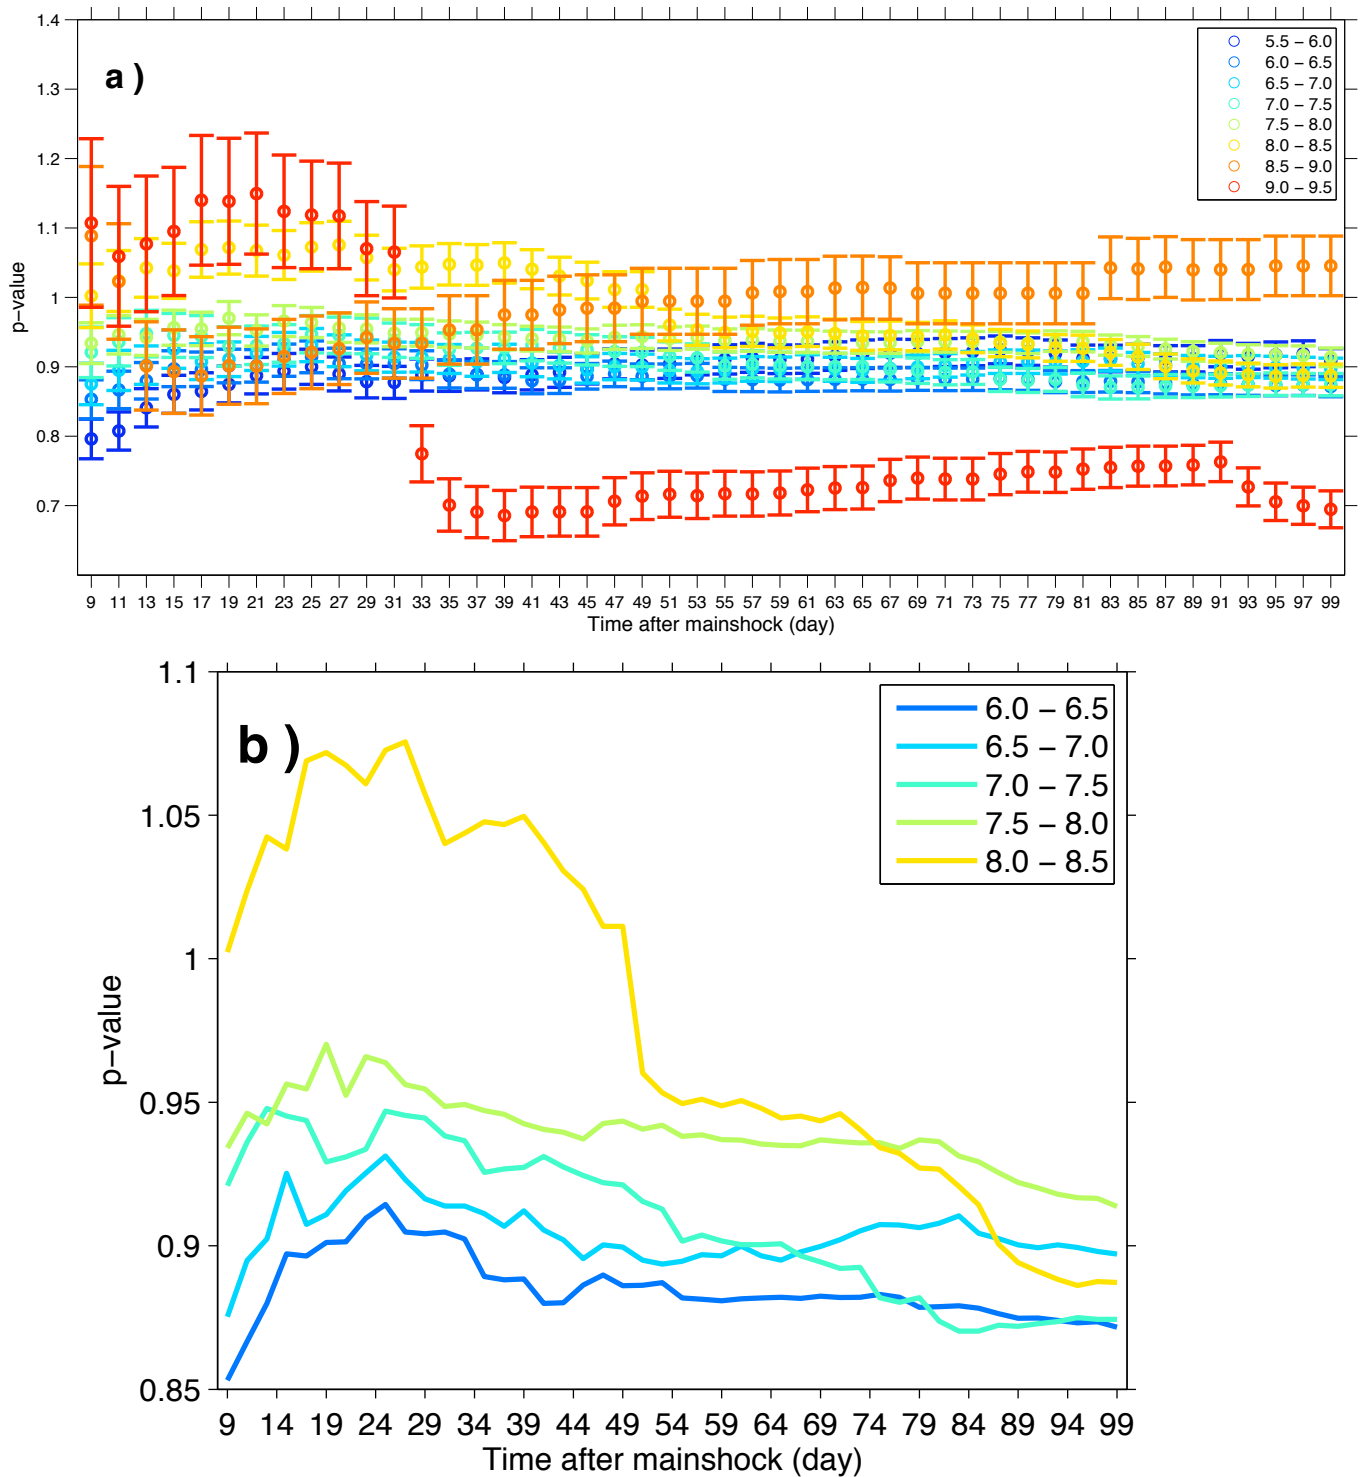 a )
5.5 – 6.0
6.0 – 6.5
6.5 – 7.0
7.0 – 7.5
7.5 – 8.0
8.0 – 8.5
8.5 – 9.0
9.0 – 9.5
1.4
1.3
1.2
1.1
1
0.9
0.8
0.7
p–value
9 11 13 15 17 19 21 23 25 27 29 31 33 35 37 39 41 43 45 47 49 51 53 55 57 59 61 63 65 67 69 71 73 75 77 79 81 83 85 87 89 91 93 95 97 99
Time after mainshock (day)
b )
6.0 – 6.5
6.5 – 7.0
7.0 – 7.5
7.5 – 8.0
8.0 – 8.5
1.1
1.05
1
0.95
0.9
0.85
p–value
9 14 19 24 29 34 39 44 49 54 59 64 69 74 79 84 89 94 99
Time after mainshock (day)